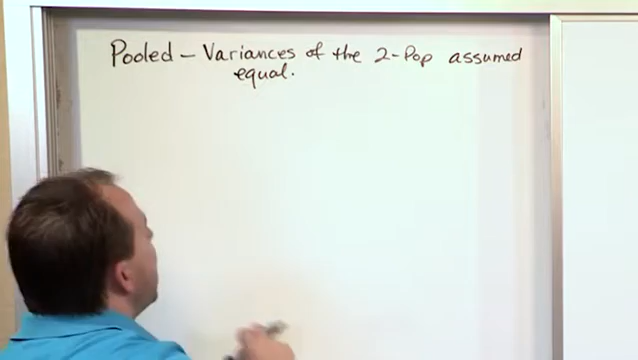 Pooled - Variances of the 2-Pop assumed
equal.